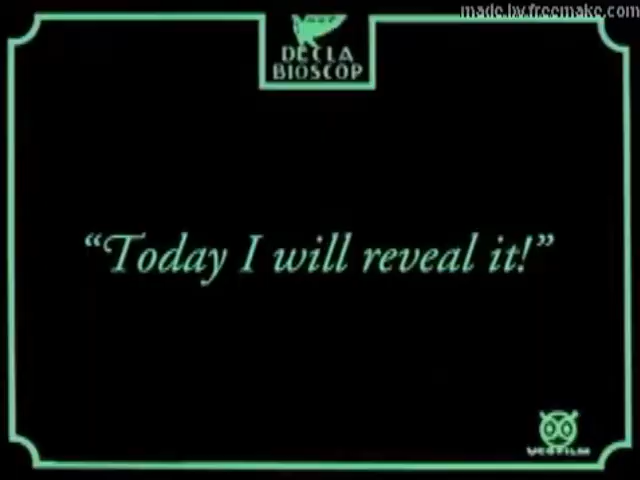 made.by.freemake.com
DECLA
BIOSCOP
“Today I will reveal it!”